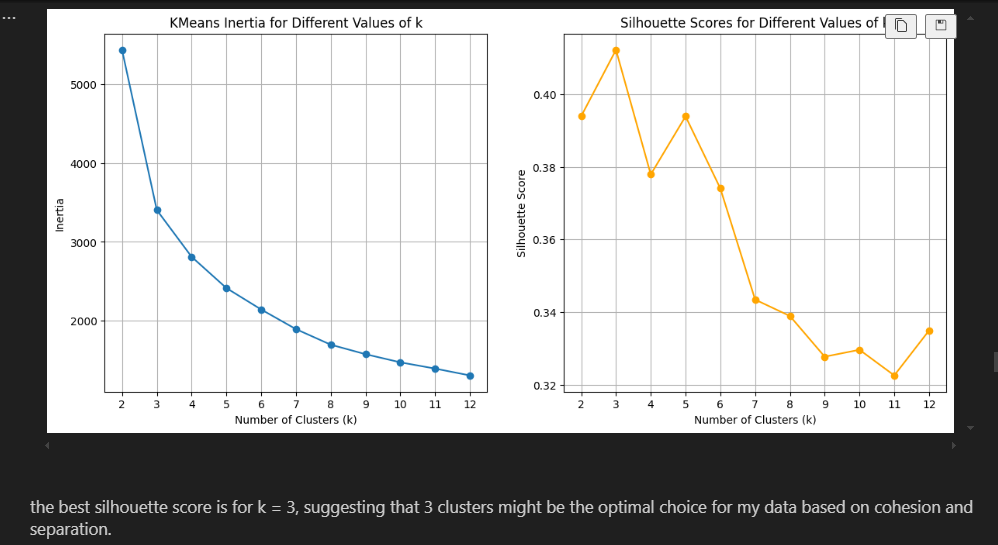 ...
KMeans Inertia for Different Values of k
5000
4000
3000
2000
Inertia
2 3 4 5 6 7 8 9 10 11 12
Number of Clusters (k)
Silhouette Scores for Different Values of
0.40
0.38
0.36
0.34
0.32
Silhouette Score
2 3 4 5 6 7 8 9 10 11 12
Number of Clusters (k)
the best silhouette score is for k = 3, suggesting that 3 clusters might be the optimal choice for my data based on cohesion and
separation.